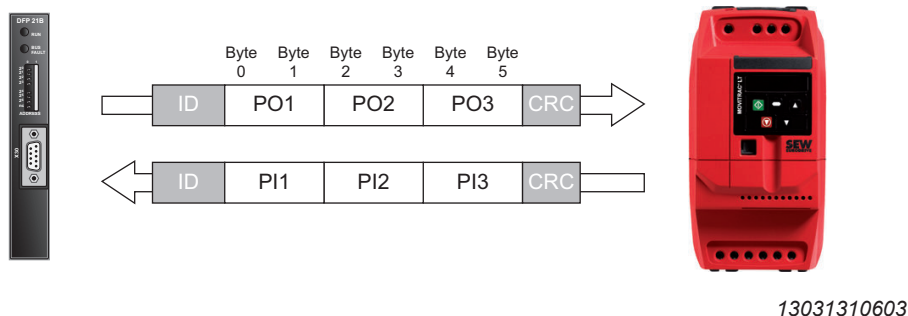 DFP 21B
RUN
BUS
FAULT
ADDRESS
X30
Byte Byte Byte Byte Byte Byte
0 1 2 3 4 5
ID PO1 PO2 PO3 CRC
ID PI1 PI2 PI3 CRC
MOVITRAC LT
SEW
EURODRIVE
13031310603